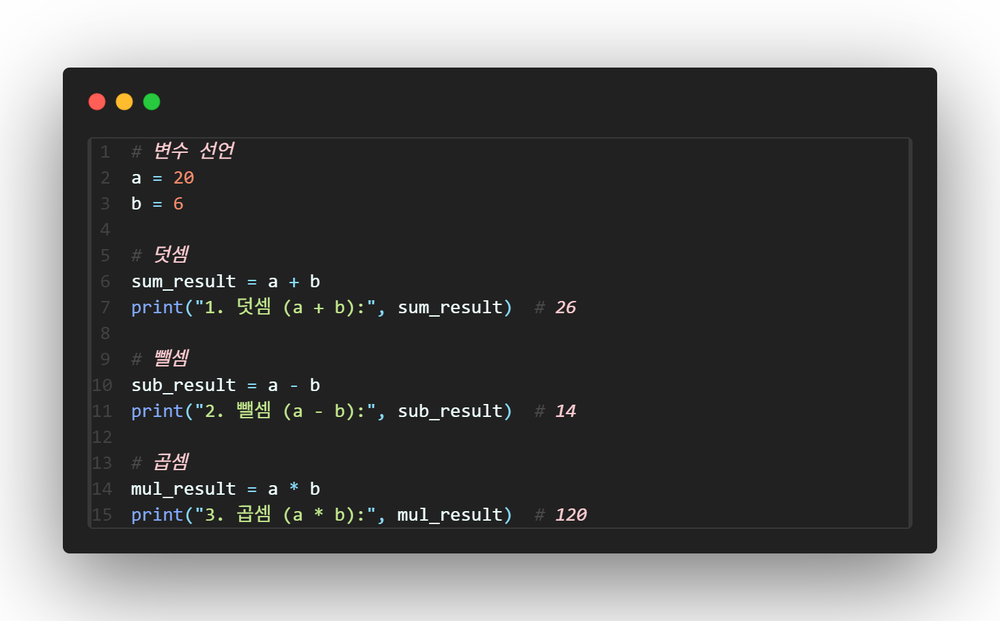 1 # 변수 선언
2 a = 20
3 b = 6
4
5 # 덧셈
6 sum_result = a + b
7 print("1. 덧셈 (a + b):", sum_result)  # 26
8
9 # 뺄셈
10 sub_result = a - b
11 print("2. 뺄셈 (a - b):", sub_result)  # 14
12
13 # 곱셈
14 mul_result = a * b
15 print("3. 곱셈 (a * b):", mul_result)  # 120